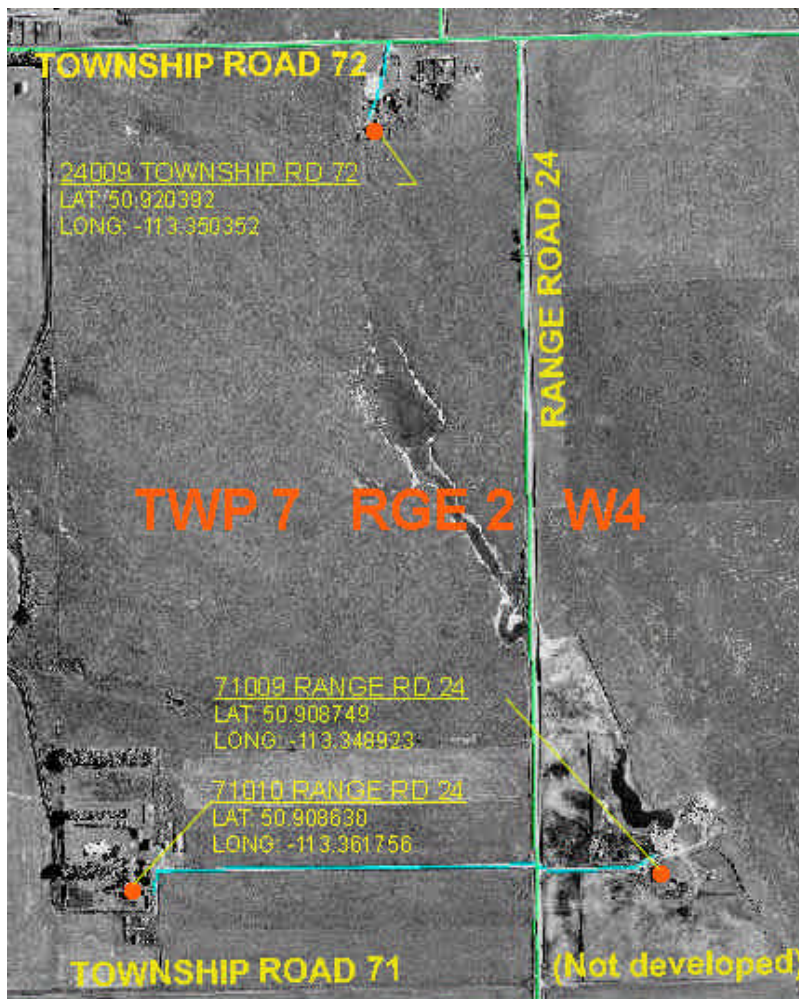 TOWNSHIP ROAD 72
24009 TOWNSHIP RD 72
LAT: 50.920392
LONG: -113.350352
RANGE ROAD 24
TWP 7 RGE 2 W4
71009 RANGE RD 24
LAT: 50.908749
LONG: -113.348923
71010 RANGE RD 24
LAT: 50.908630
LONG: -113.361756
TOWNSHIP ROAD 71
(Not developed)